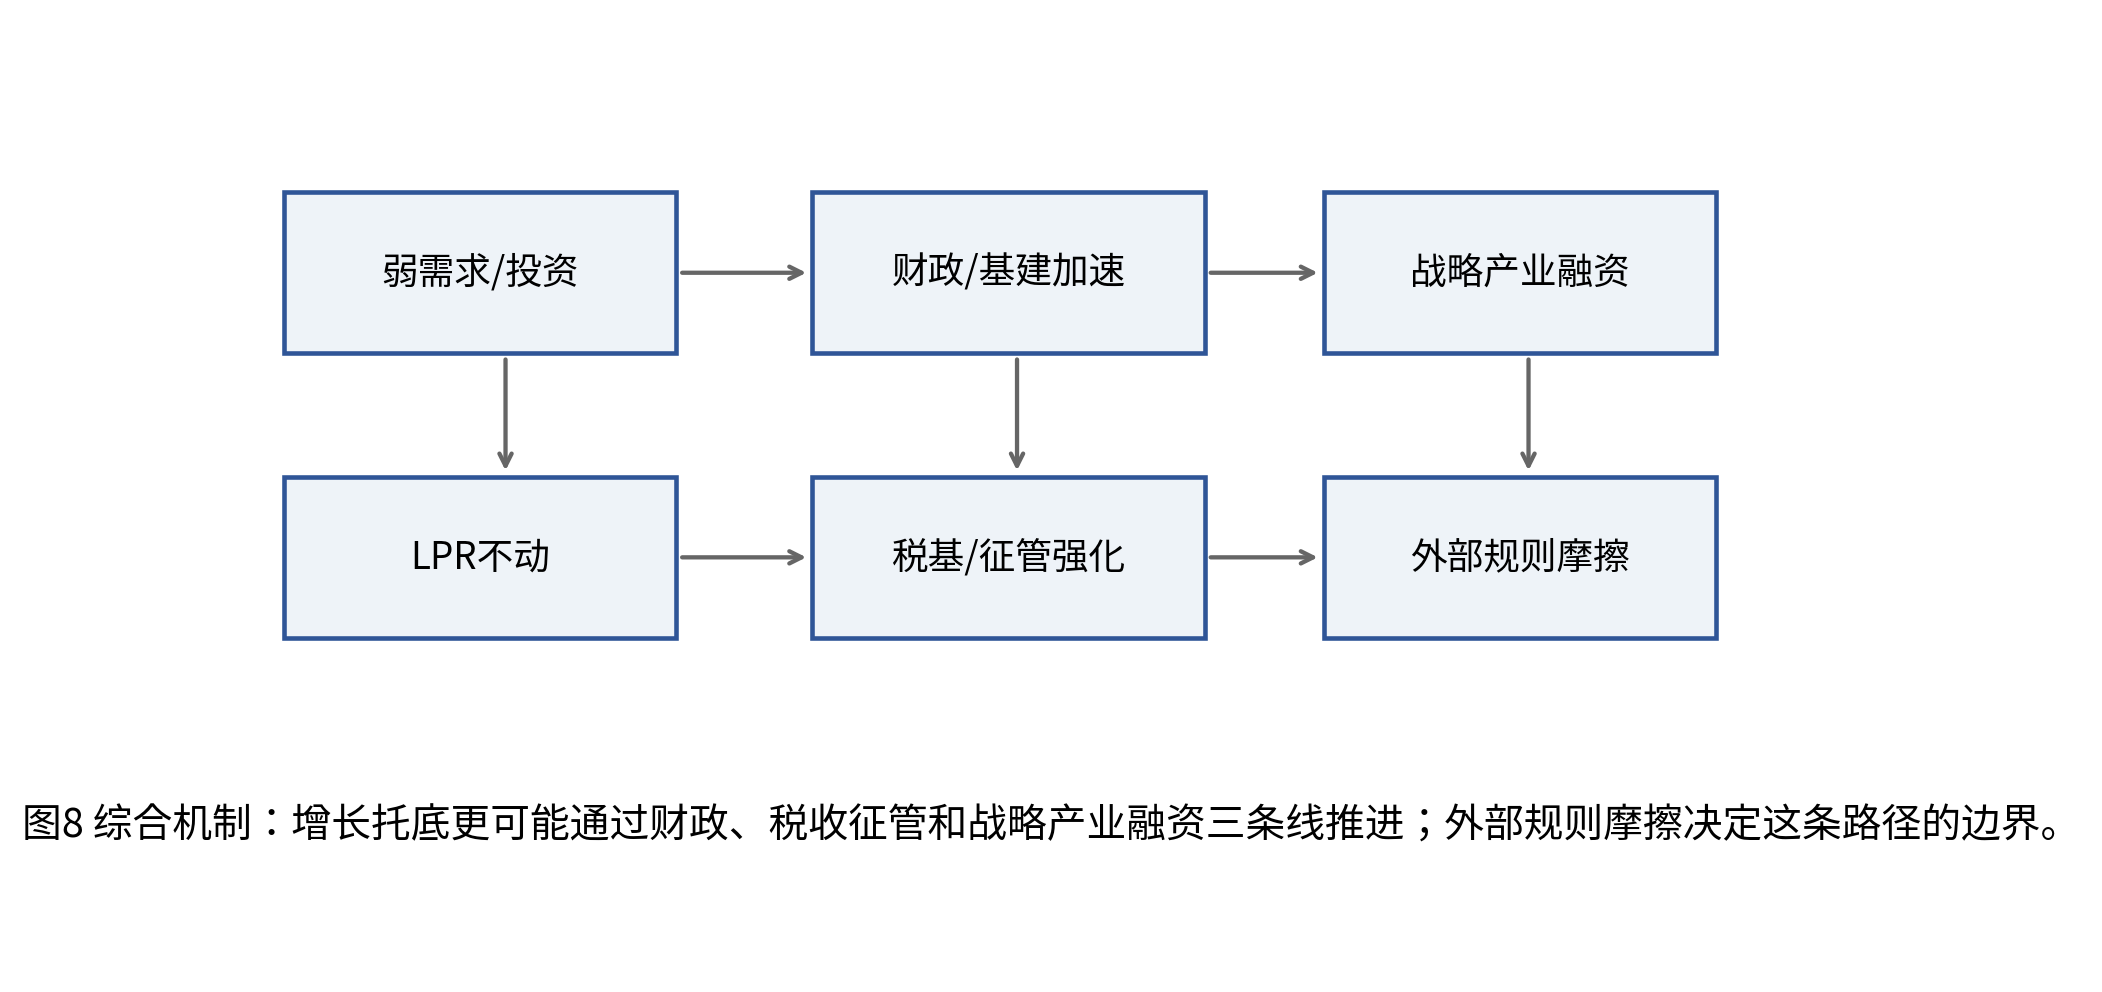 弱需求/投资
财政/基建加速
战略产业融资
LPR不动
税基/征管强化
外部规则摩擦
图8 综合机制：增长托底更可能通过财政、税收征管和战略产业融资三条线推进；外部规则摩擦决定这条路径的边界。